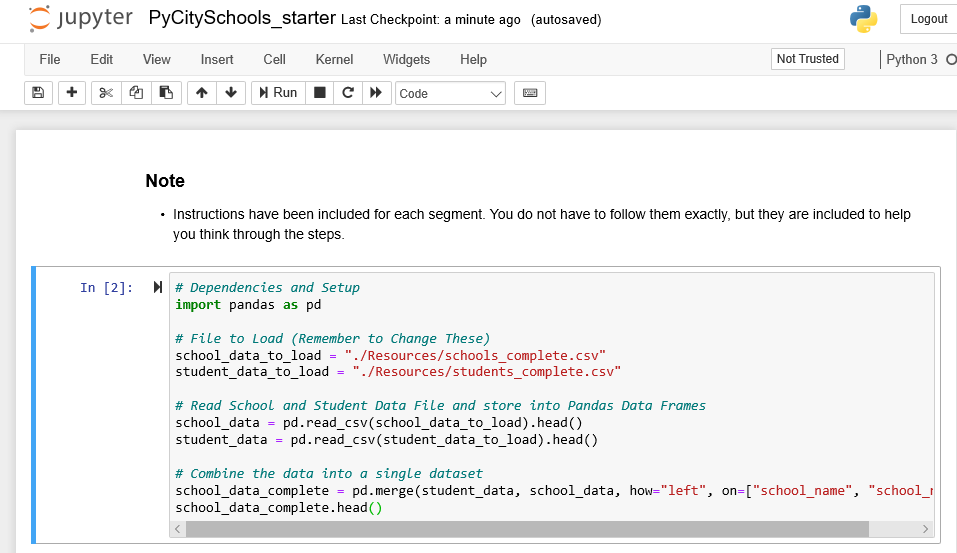 jupyter PyCitySchools_starter Last Checkpoint: a minute ago (autosaved) Logout
File Edit View Insert Cell Kernel Widgets Help Not Trusted Python 3
Run Code
Note
• Instructions have been included for each segment. You do not have to follow them exactly, but they are included to help
you think through the steps.
In [2]: # Dependencies and Setup
import pandas as pd
# File to Load (Remember to Change These)
school_data_to_load = "./Resources/schools_complete.csv"
student_data_to_load = "./Resources/students_complete.csv"
# Read School and Student Data File and store into Pandas Data Frames
school_data = pd.read_csv(school_data_to_load).head()
student_data = pd.read_csv(student_data_to_load).head()
# Combine the data into a single dataset
school_data_complete = pd.merge(student_data, school_data, how="left", on=["school_name", "school_
school_data_complete.head()